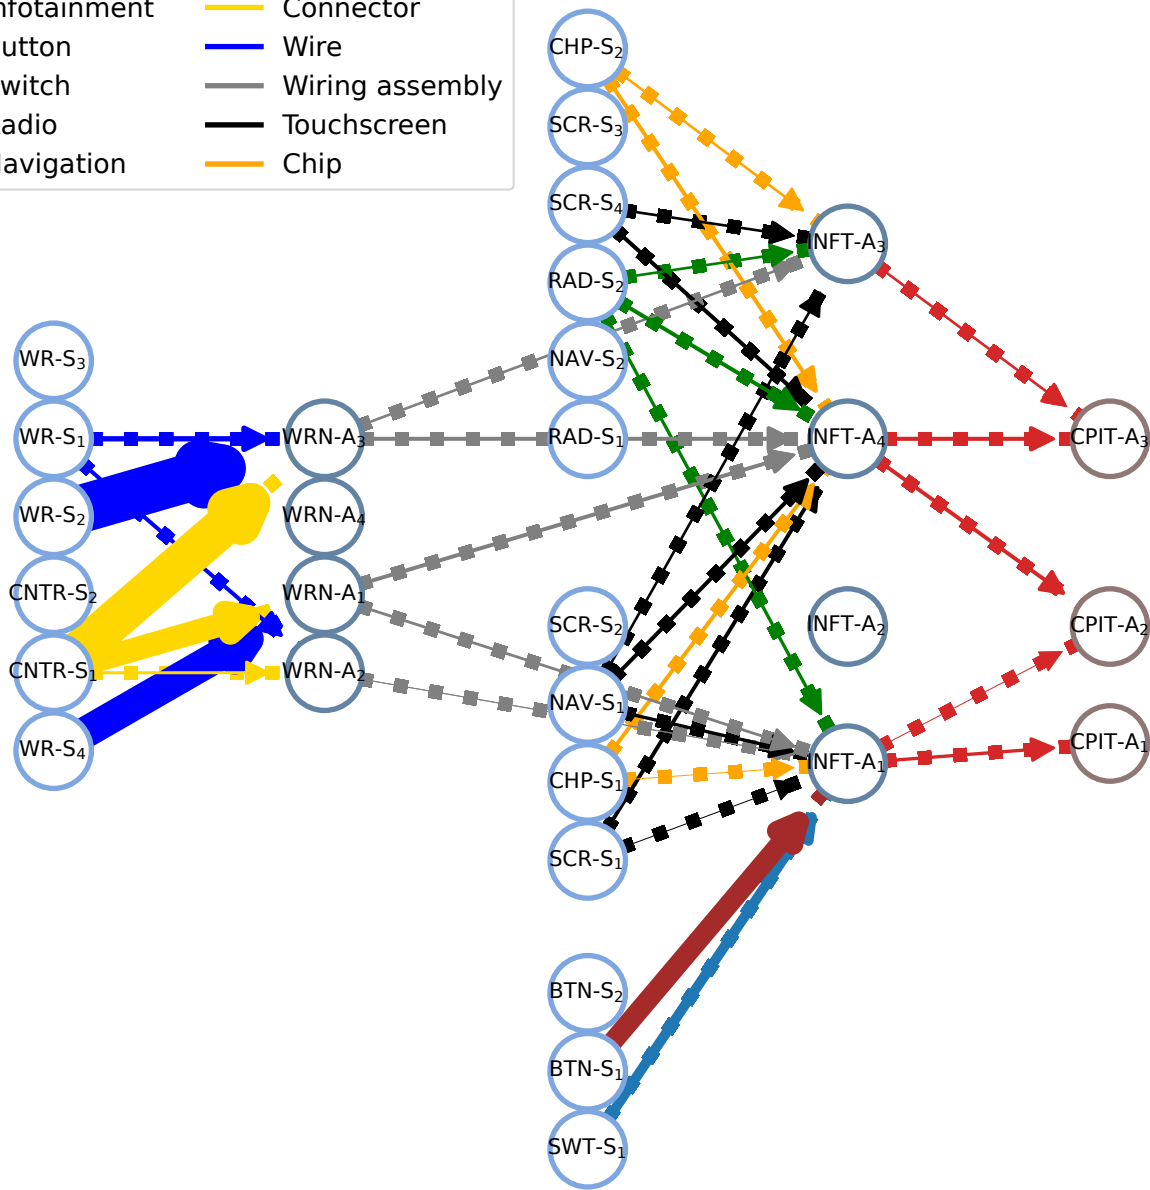 nfotainment
utton
witch
adio
lavigation
Connector
Wire
Wiring assembly
Touchscreen
Chip
CHP-S₂
SCR-S₃
SCR-S₄
RAD-S₂
NAV-S₂
RAD-S₁
SCR-S₂
NAV-S₁
CHP-S₁
SCR-S₁
BTN-S₂
BTN-S₁
SWT-S₁
WR-S₃
WR-S₁
WR-S₂
CNTR-S₂
CNTR-S₁
WR-S₄
WRN-A₃
WRN-A₄
WRN-A₁
WRN-A₂
INFT-A₃
INFT-A₄
INFT-A₂
INFT-A₁
CPIT-A₃
CPIT-A₂
CPIT-A₁